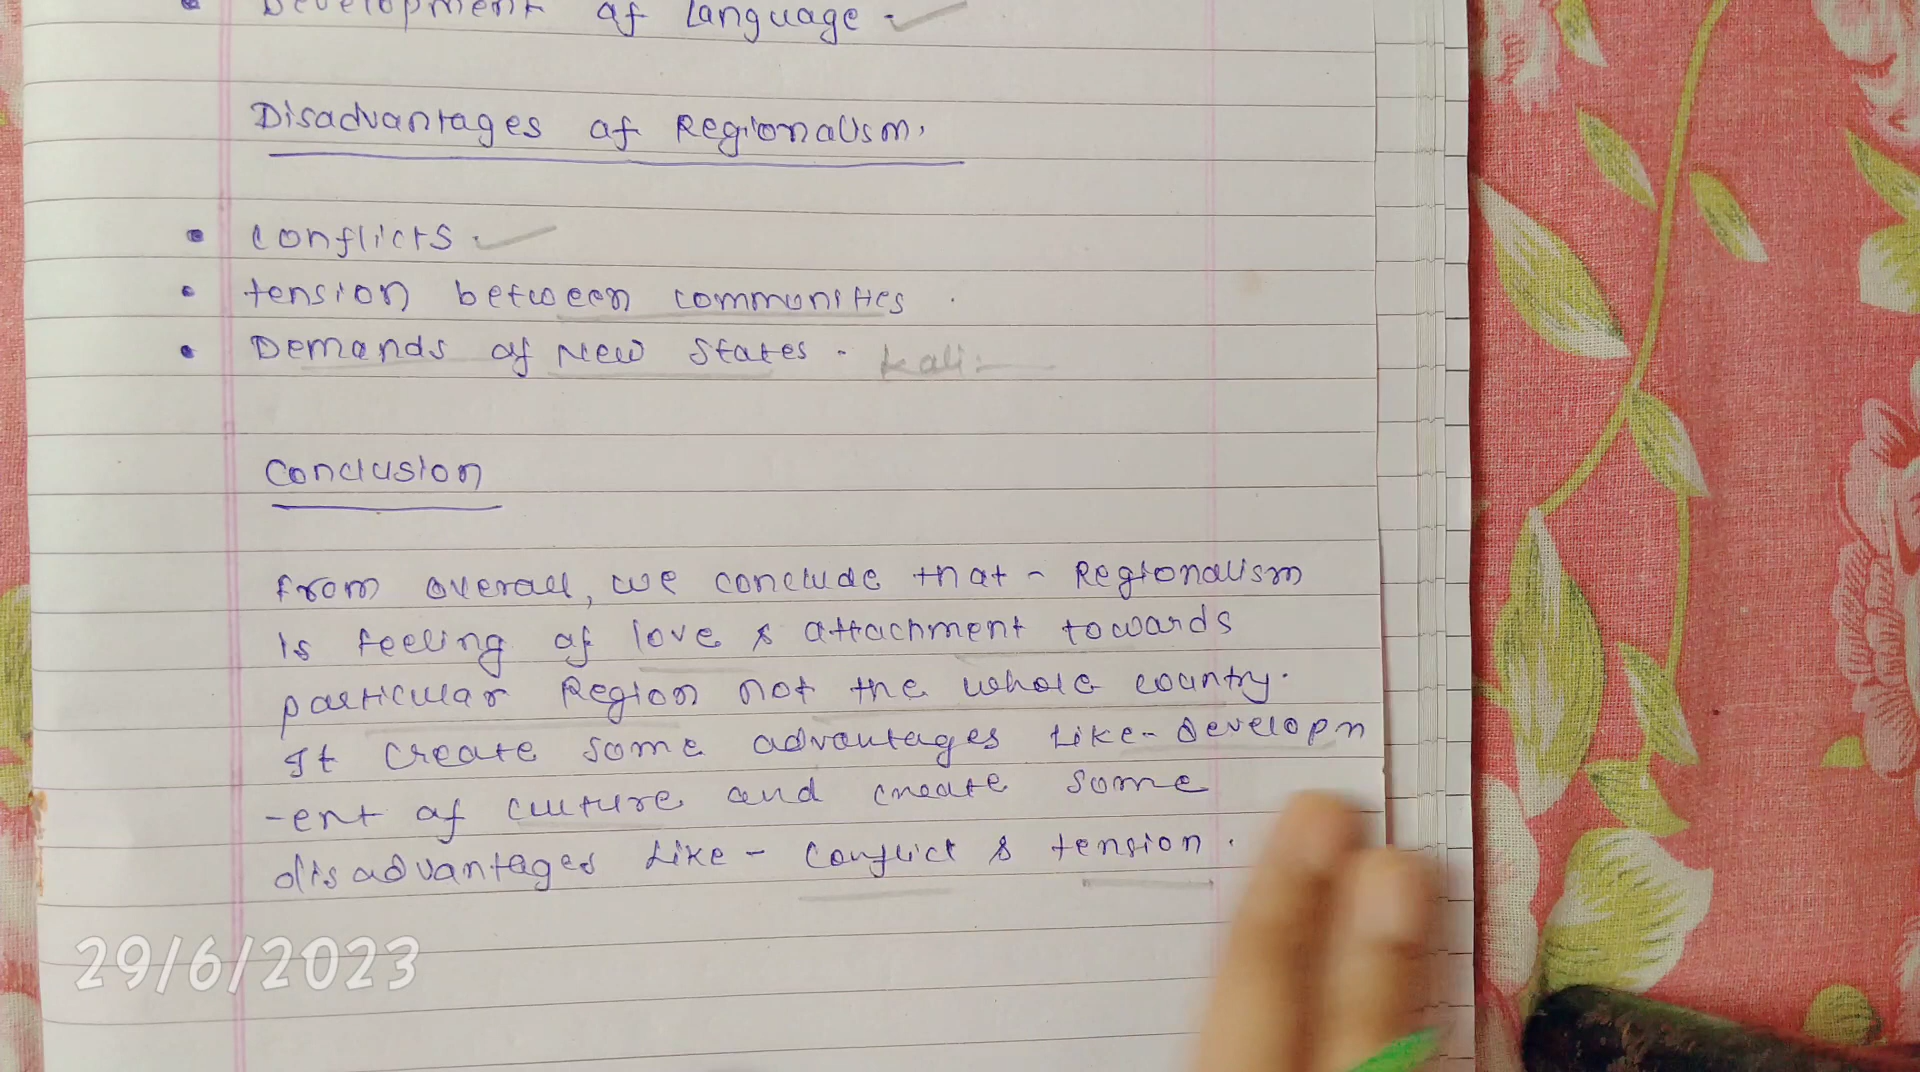 Development of Language.
Disadvantages of Regionalism.
Conflicts.
tension between communities.
Demands of New States. Kali
Conclusion
From overall, we conclude that - Regionalism
is feeling of love & attachment towards
particular Region not the whole country.
It create some advantages like - developm
-ent of culture and create some
disadvantages like - conflict & tension.
29/6/2023